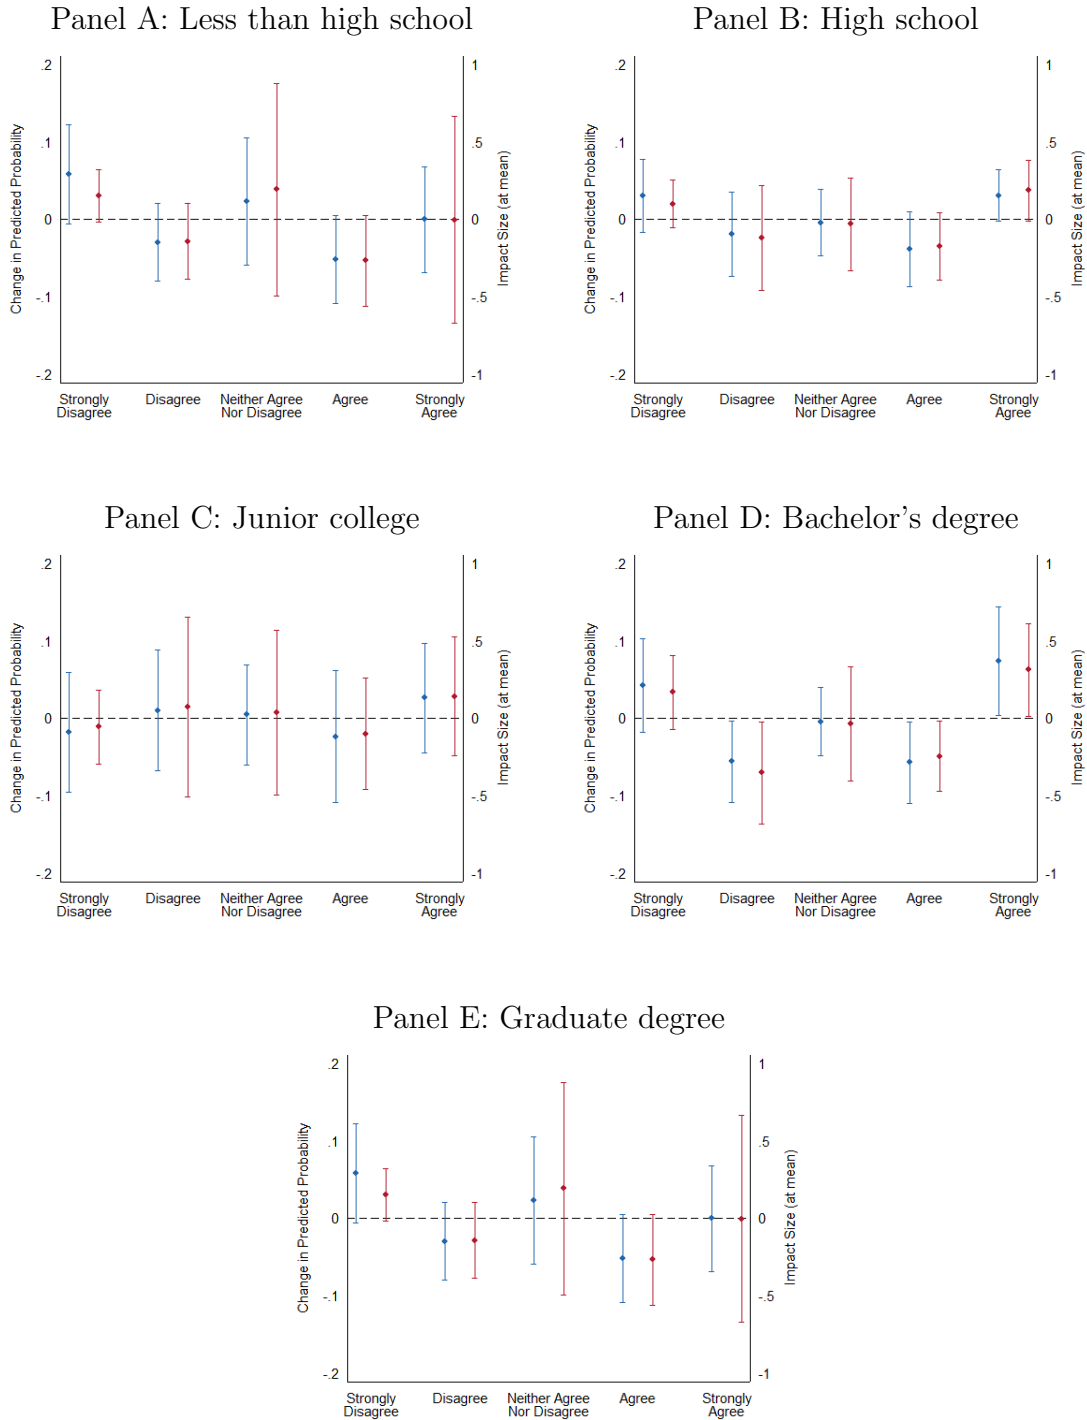 Panel A: Less than high school
Change in Predicted Probability
.2
.1
0
-.1
-.2
1
.5
0
-.5
-1
Impact Size (at mean)
Strongly
Disagree
Disagree
Neither Agree
Nor Disagree
Agree
Strongly
Agree
Panel B: High school
Change in Predicted Probability
.2
.1
0
-.1
-.2
1
.5
0
-.5
-1
Impact Size (at mean)
Strongly
Disagree
Disagree
Neither Agree
Nor Disagree
Agree
Strongly
Agree
Panel C: Junior college
Change in Predicted Probability
.2
.1
0
-.1
-.2
1
.5
0
-.5
-1
Impact Size (at mean)
Strongly
Disagree
Disagree
Neither Agree
Nor Disagree
Agree
Strongly
Agree
Panel D: Bachelor's degree
Change in Predicted Probability
.2
.1
0
-.1
-.2
1
.5
0
-.5
-1
Impact Size (at mean)
Strongly
Disagree
Disagree
Neither Agree
Nor Disagree
Agree
Strongly
Agree
Panel E: Graduate degree
Change in Predicted Probability
.2
.1
0
-.1
-.2
1
.5
0
-.5
-1
Impact Size (at mean)
Strongly
Disagree
Disagree
Neither Agree
Nor Disagree
Agree
Strongly
Agree